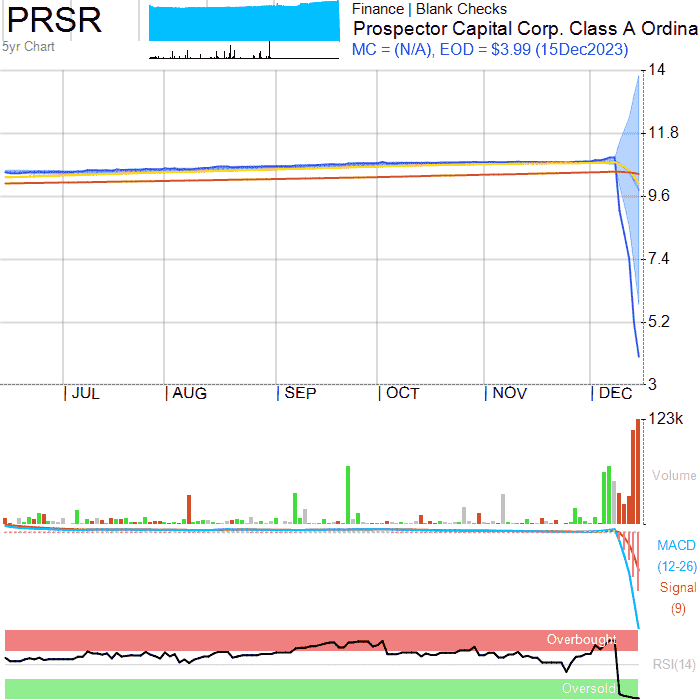 PRSR
5yr Chart
Finance | Blank Checks
Prospector Capital Corp. Class A Ordina
MC = (N/A), EOD = $3.99 (15Dec2023)
14
11.8
9.6
7.4
5.2
3
JUL AUG SEP OCT NOV DEC
123k
Volume
MACD
(12-26)
Signal
(9)
Overbought
RSI(14)
Oversold